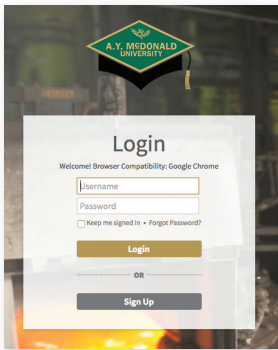 A.Y. McDONALD
UNIVERSITY
Login
Welcome! Browser Compatibility: Google Chrome
Username
Password
Keep me signed in • Forgot Password?
Login
OR
Sign Up